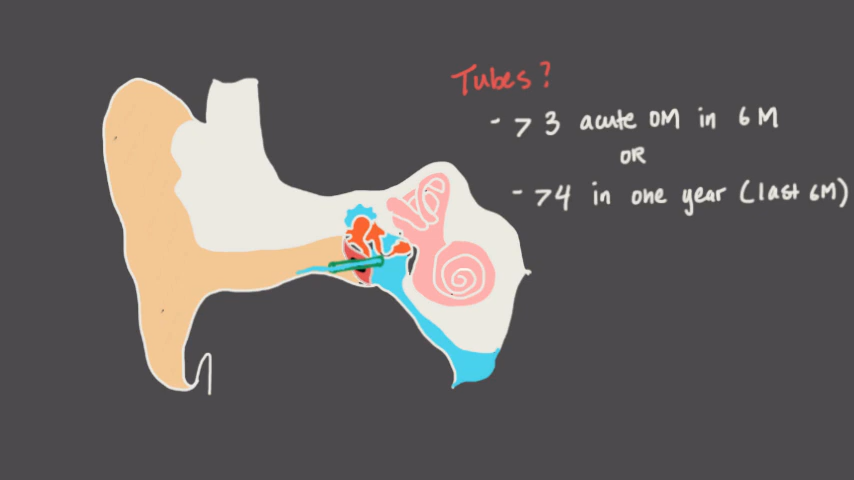 Tubes?
- > 3 acute OM in 6 M
OR
- >4 in one year (last 6M)